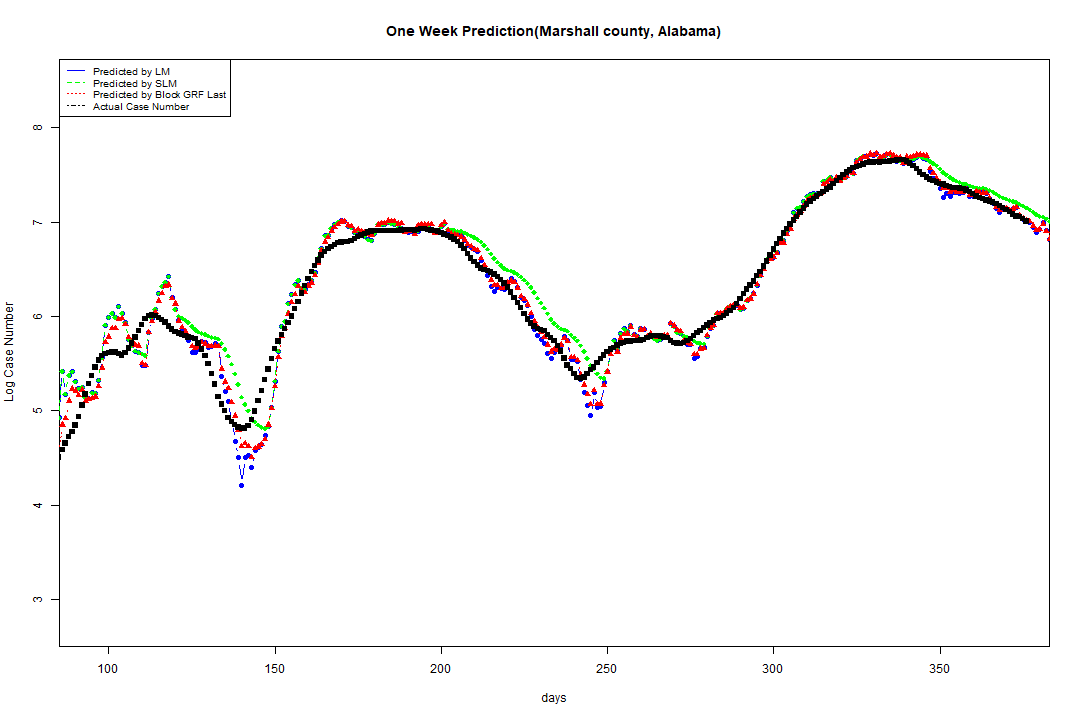 One Week Prediction(Marshall county, Alabama)
Predicted by LM
Predicted by SLM
Predicted by Block GRF Last
Actual Case Number
8
7
6
5
4
3
Log Case Number
100 150 200 250 300 350
days